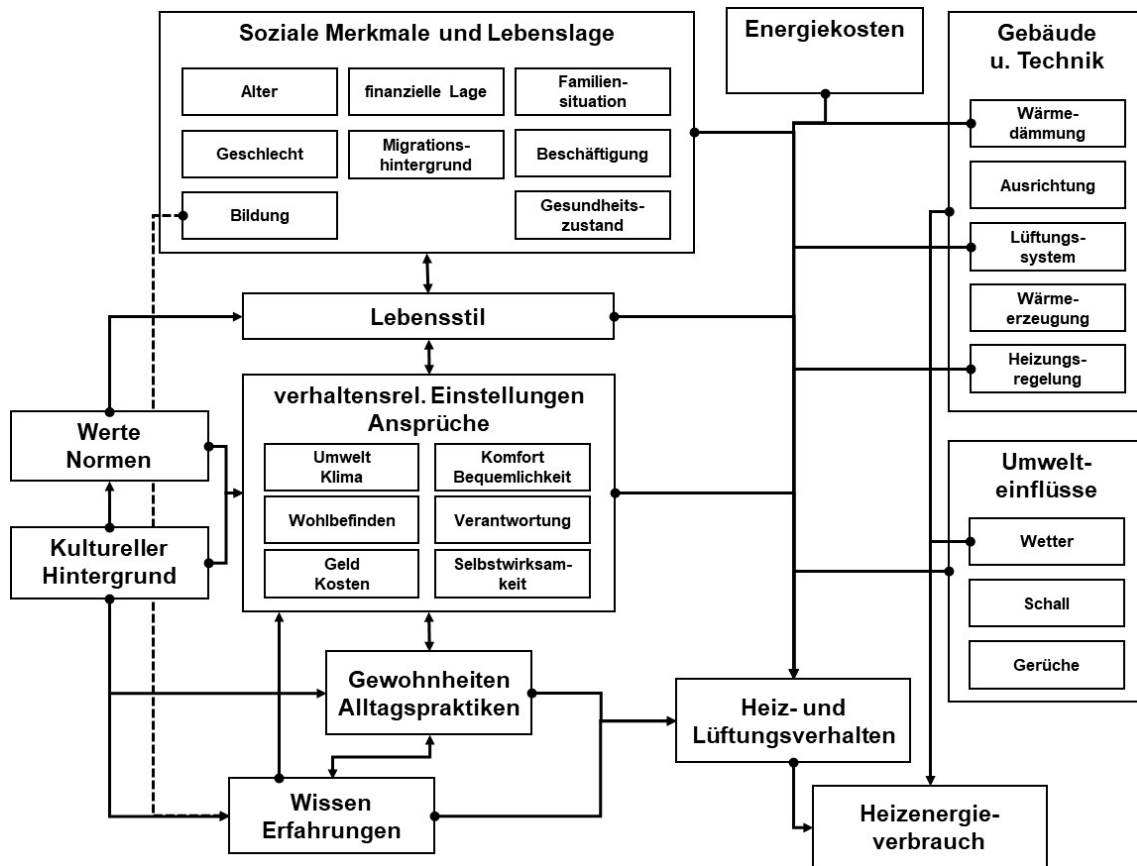 Soziale Merkmale und Lebenslage
Alter
finanzielle Lage
Familien-
situation
Geschlecht
Migrations-
hintergrund
Beschäftigung
Bildung
Gesundheits-
zustand
Energiekosten
Gebäude
u. Technik
Wärme-
dämmung
Ausrichtung
Lüftungs-
system
Wärme-
erzeugung
Heizungs-
regelung
Lebensstil
verhaltensrel. Einstellungen
Ansprüche
Umwelt
Klima
Komfort
Bequemlichkeit
Wohlbefinden
Verantwortung
Geld
Kosten
Selbstwirksam-
keit
Werte
Normen
Kultureller
Hintergrund
Umwelt-
einflüsse
Wetter
Schall
Gerüche
Gewohnheiten
Alltagspraktiken
Heiz- und
Lüftungsverhalten
Wissen
Erfahrungen
Heizenergie-
verbrauch